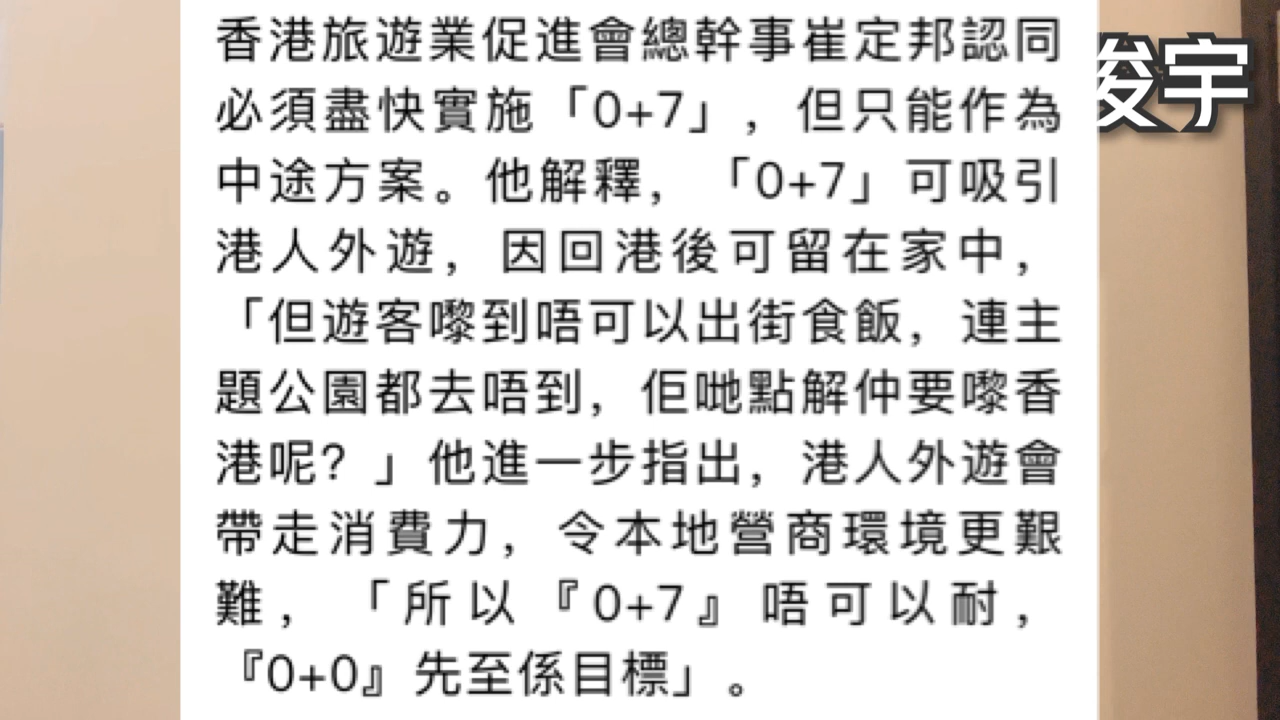 香港旅遊業促進會總幹事崔定邦認同
必須盡快實施「0+7」，但只能作為
中途方案。他解釋，「0+7」可吸引
港人外遊，因回港後可留在家中，
「但遊客嚟到唔可以出街食飯，連主
題公園都去唔到，佢哋點解仲要嚟香
港呢？」他進一步指出，港人外遊會
帶走消費力，令本地營商環境更艱
難，「所以『0+7』唔可以耐，
『0+0』先至係目標」。
俊宇